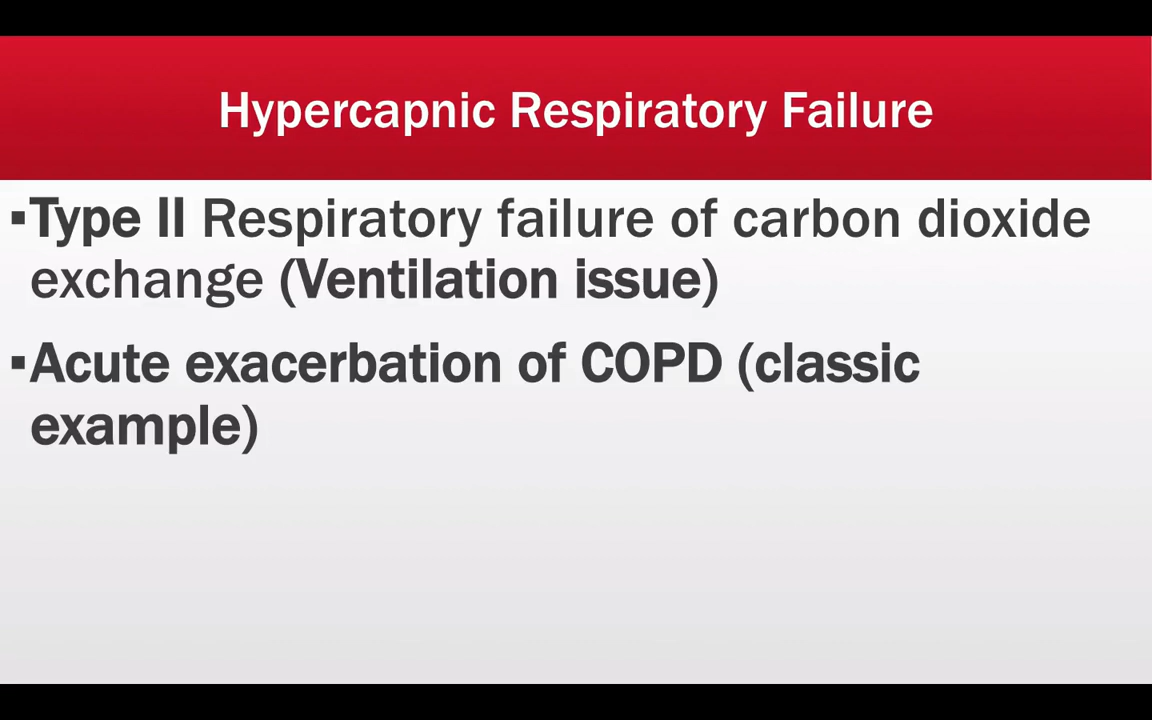 Hypercapnic Respiratory Failure
▪Type II Respiratory failure of carbon dioxide
exchange (Ventilation issue)
▪Acute exacerbation of COPD (classic
example)